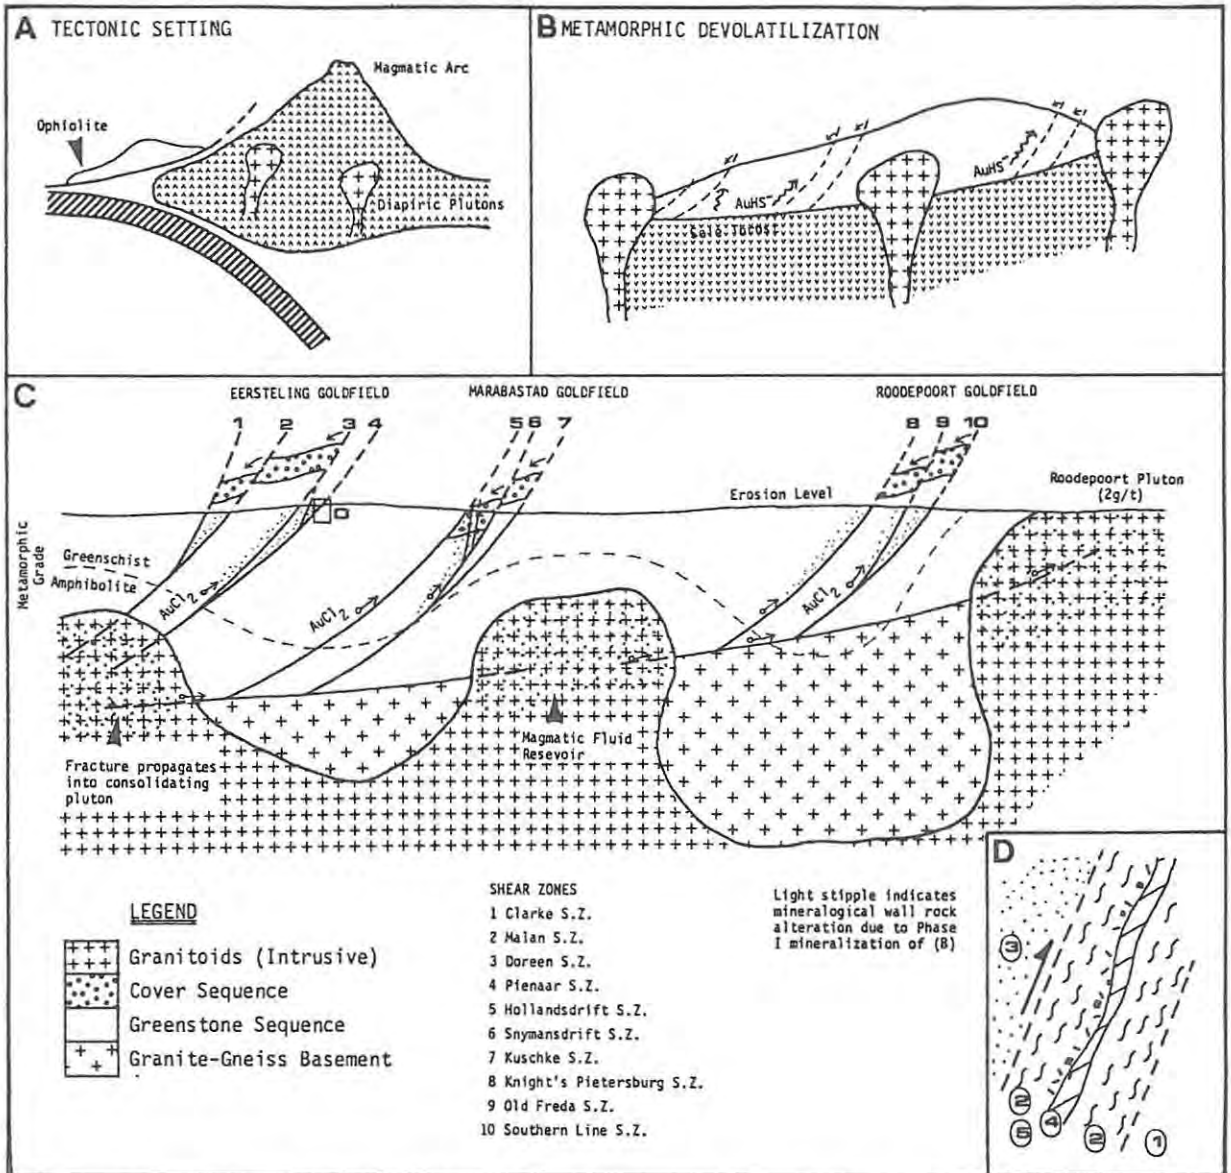 A TECTONIC SETTING
Magmatic Arc
Ophiolite
Diapiric Plutons
B METAMORPHIC DEVOLATILIZATION
AuHS⁻
AuHS⁻
C
EERSTELING GOLDFIELD
MARABASTAD GOLDFIELD
ROODEPOORT GOLDFIELD
1 2 3 4
5 6 7
8 9 10
Roodepoort Pluton
(2g/t)
Erosion Level
D
Metamorphic
Grade
Greenschist
Amphibolite
AuCl₂
AuCl₂
AuCl₂
Magmatic Fluid
Resevoir
Fracture propagates
into consolidating
pluton
LEGEND
Granitoids (Intrusive)
Cover Sequence
Greenstone Sequence
Granite-Gneiss Basement
SHEAR ZONES
1 Clarke S.Z.
2 Malan S.Z.
3 Doreen S.Z.
4 Pienaar S.Z.
5 Hollandsdrift S.Z.
6 Snymansdrift S.Z.
7 Kuschke S.Z.
8 Knight's Pietersburg S.Z.
9 Old Freda S.Z.
10 Southern Line S.Z.
Light stipple indicates
mineralogical wall rock
alteration due to Phase
I mineralization of (B)
D
3
2
5
4
2
1